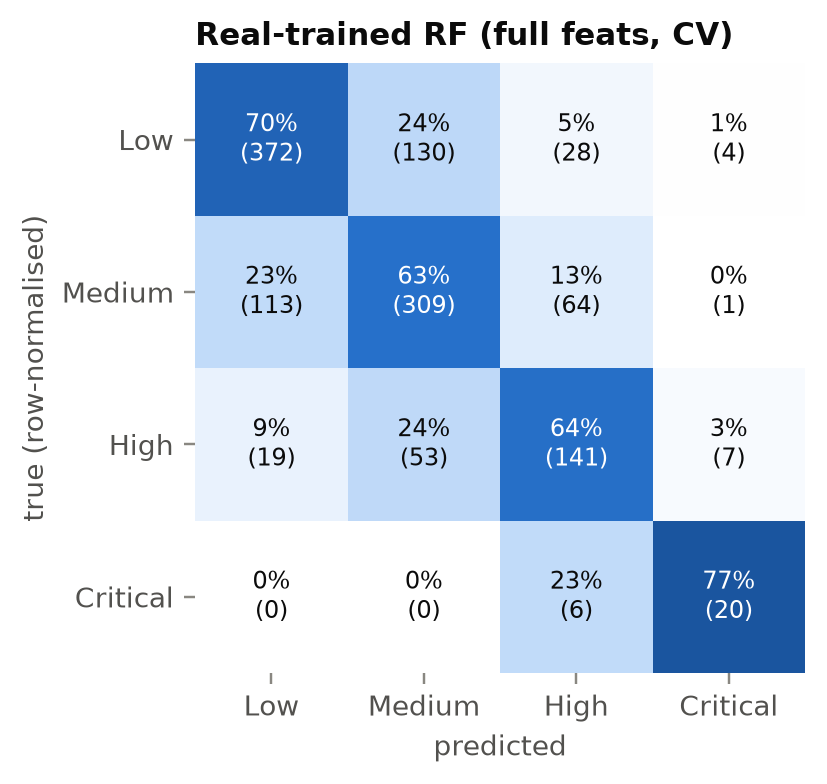 Real-trained RF (full feats, CV)
true (row-normalised)
Low
70%
(372)
24%
(130)
5%
(28)
1%
(4)
Medium
23%
(113)
63%
(309)
13%
(64)
0%
(1)
High
9%
(19)
24%
(53)
64%
(141)
3%
(7)
Critical
0%
(0)
0%
(0)
23%
(6)
77%
(20)
Low
Medium
High
Critical
predicted